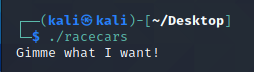 ┌──(kali㉿kali)-[~/Desktop]
└─$ ./racecars
Gimme what I want!